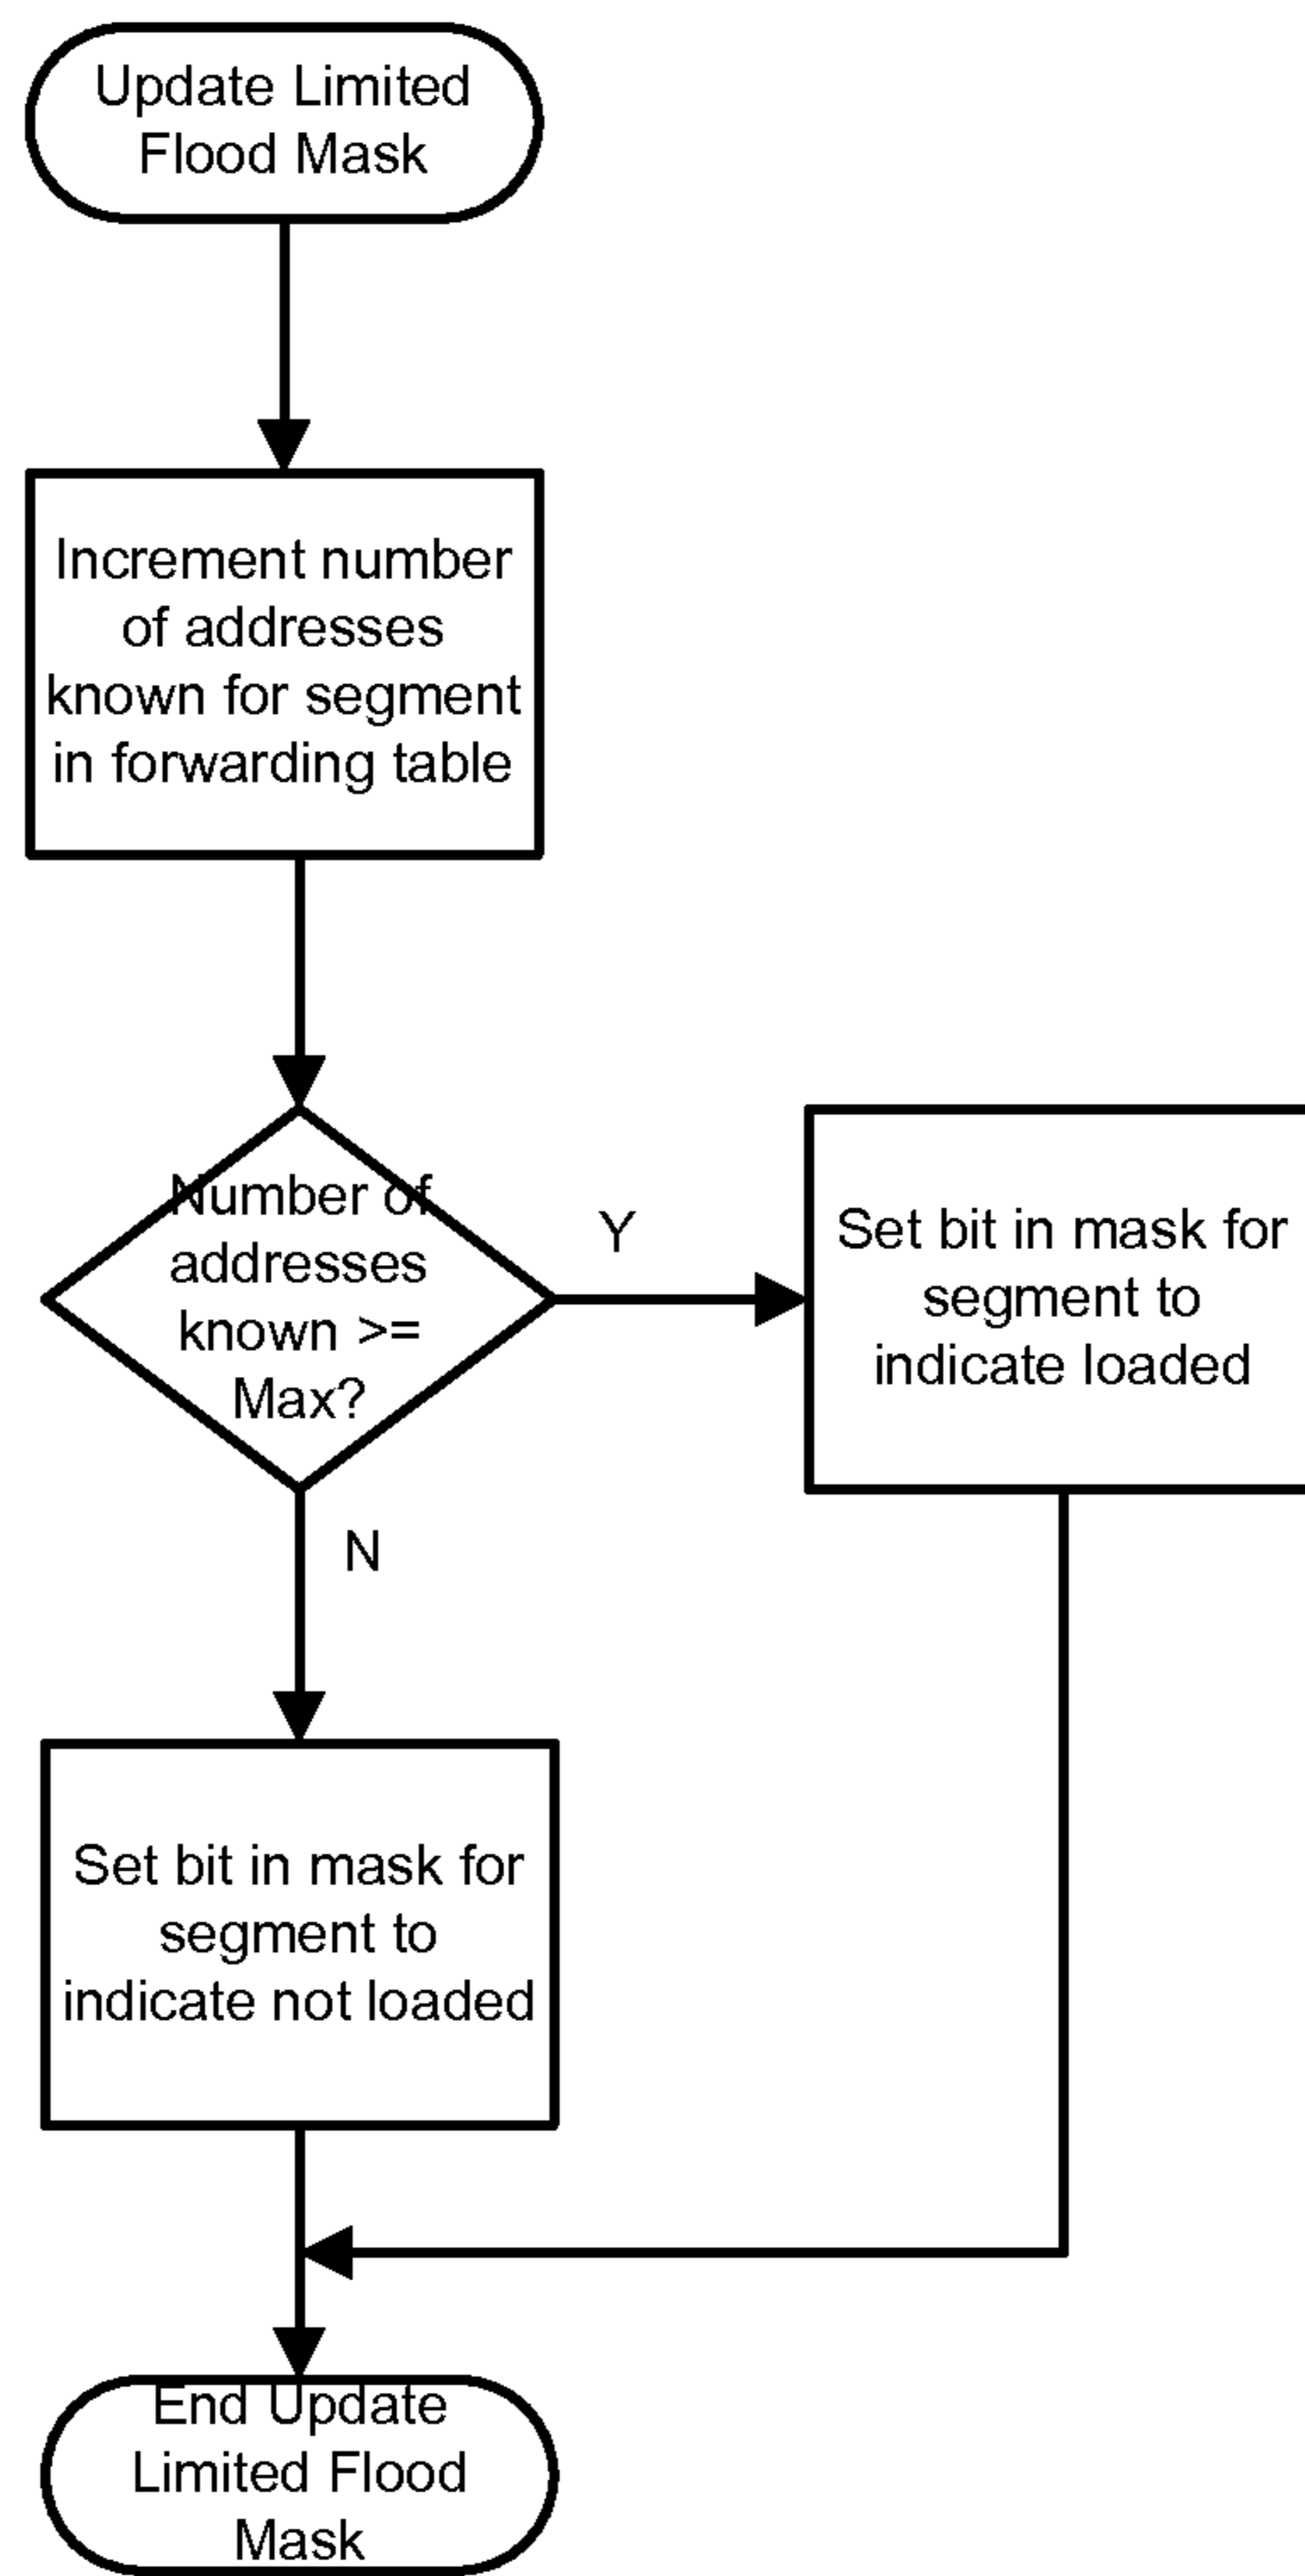 Update Limited
Flood Mask
Increment number
of addresses
known for segment
in forwarding table
Number of
addresses
known >=
Max?
Y
Set bit in mask for
segment to
indicate loaded
N
Set bit in mask for
segment to
indicate not loaded
End Update
Limited Flood
Mask